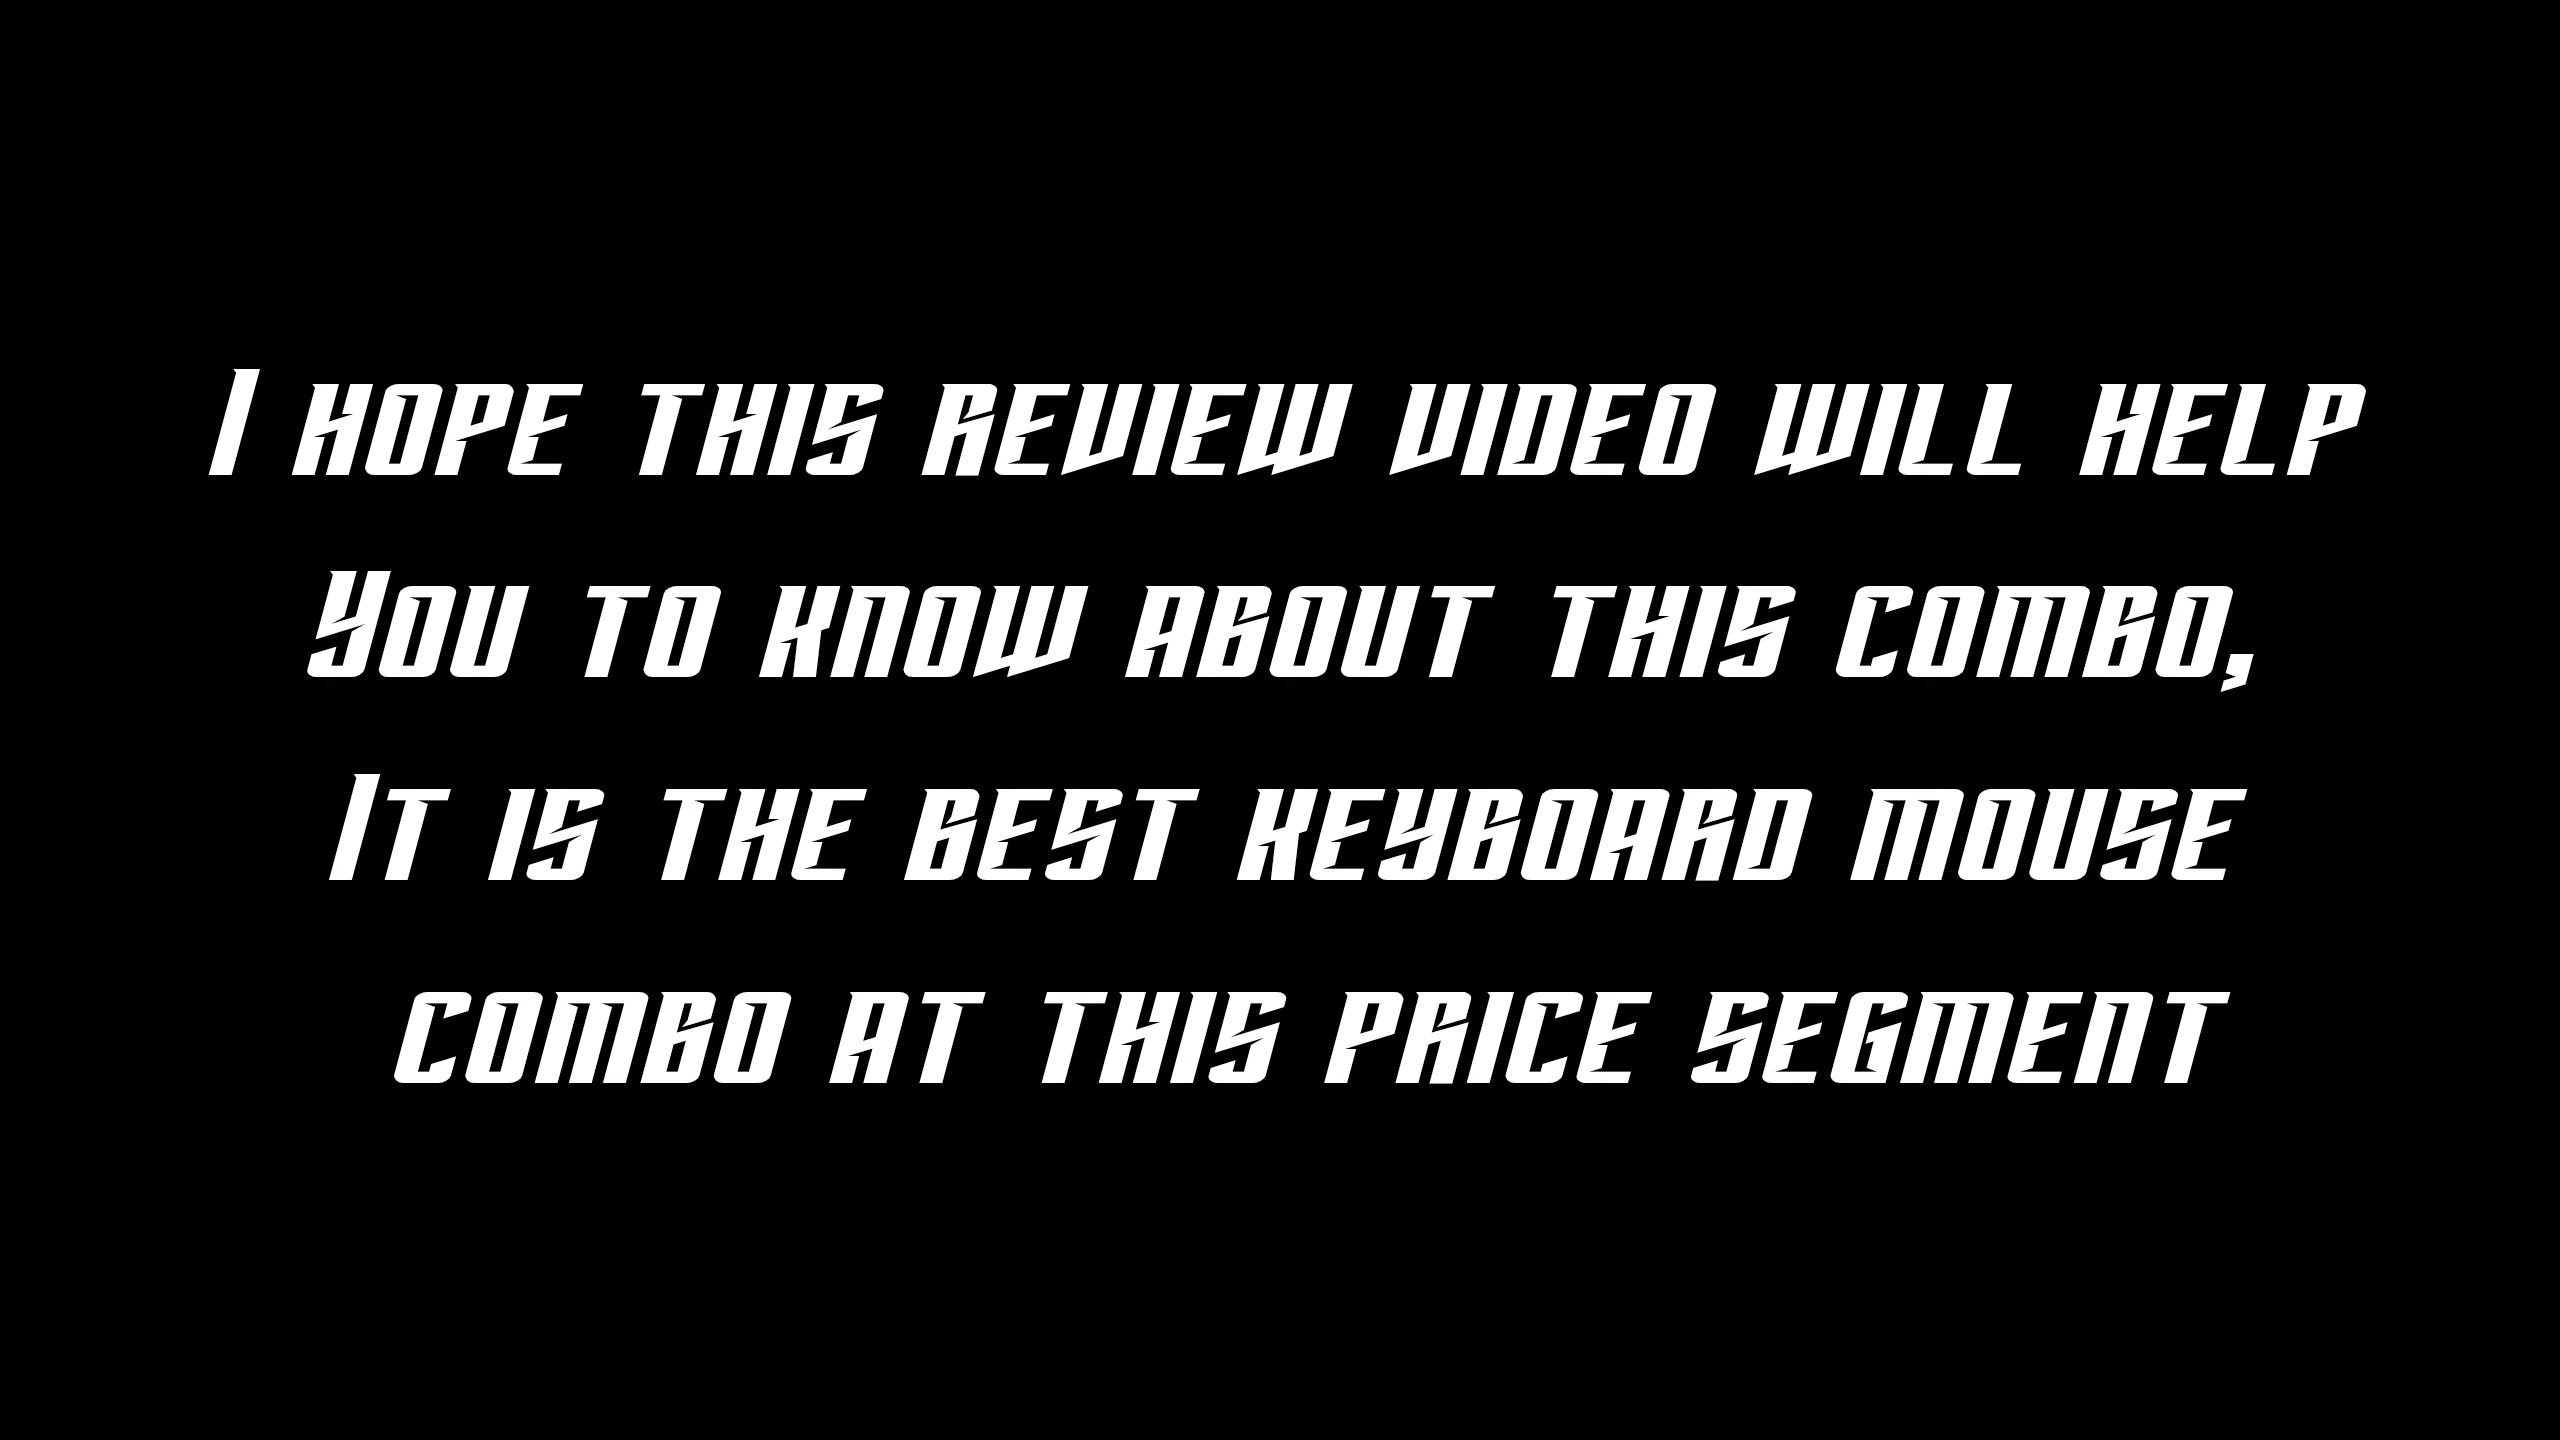 I hope this review video will help
You to know about this combo,
It is the best keyboard mouse
combo at this price segment